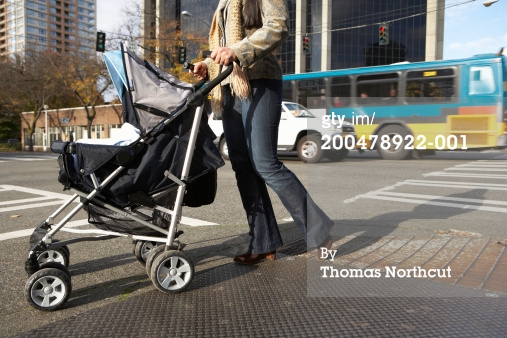 gty.im/
200478922-001
By
Thomas Northcut